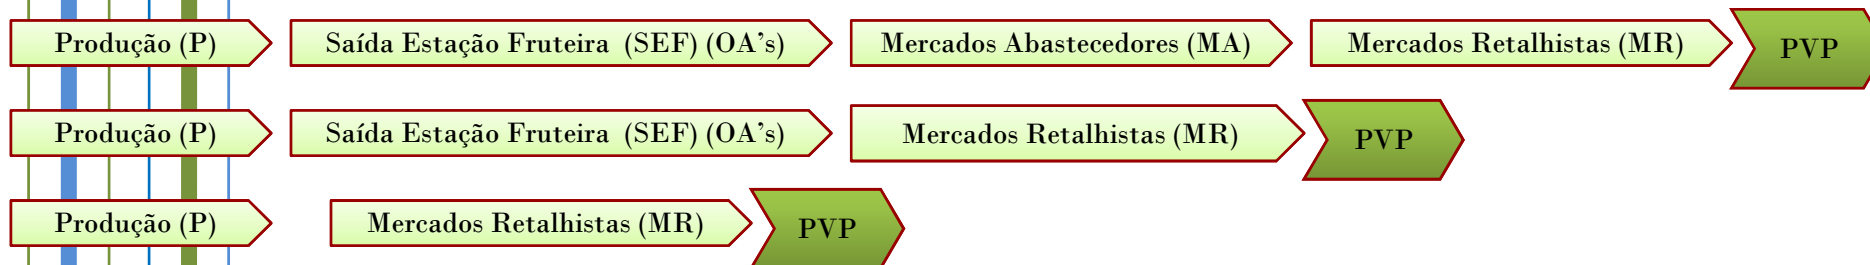 Produção (P) Saída Estação Fruteira (SEF) (OA's) Mercados Abastecedores (MA) Mercados Retalhistas (MR) PVP
Produção (P) Saída Estação Fruteira (SEF) (OA's) Mercados Retalhistas (MR) PVP
Produção (P) Mercados Retalhistas (MR) PVP